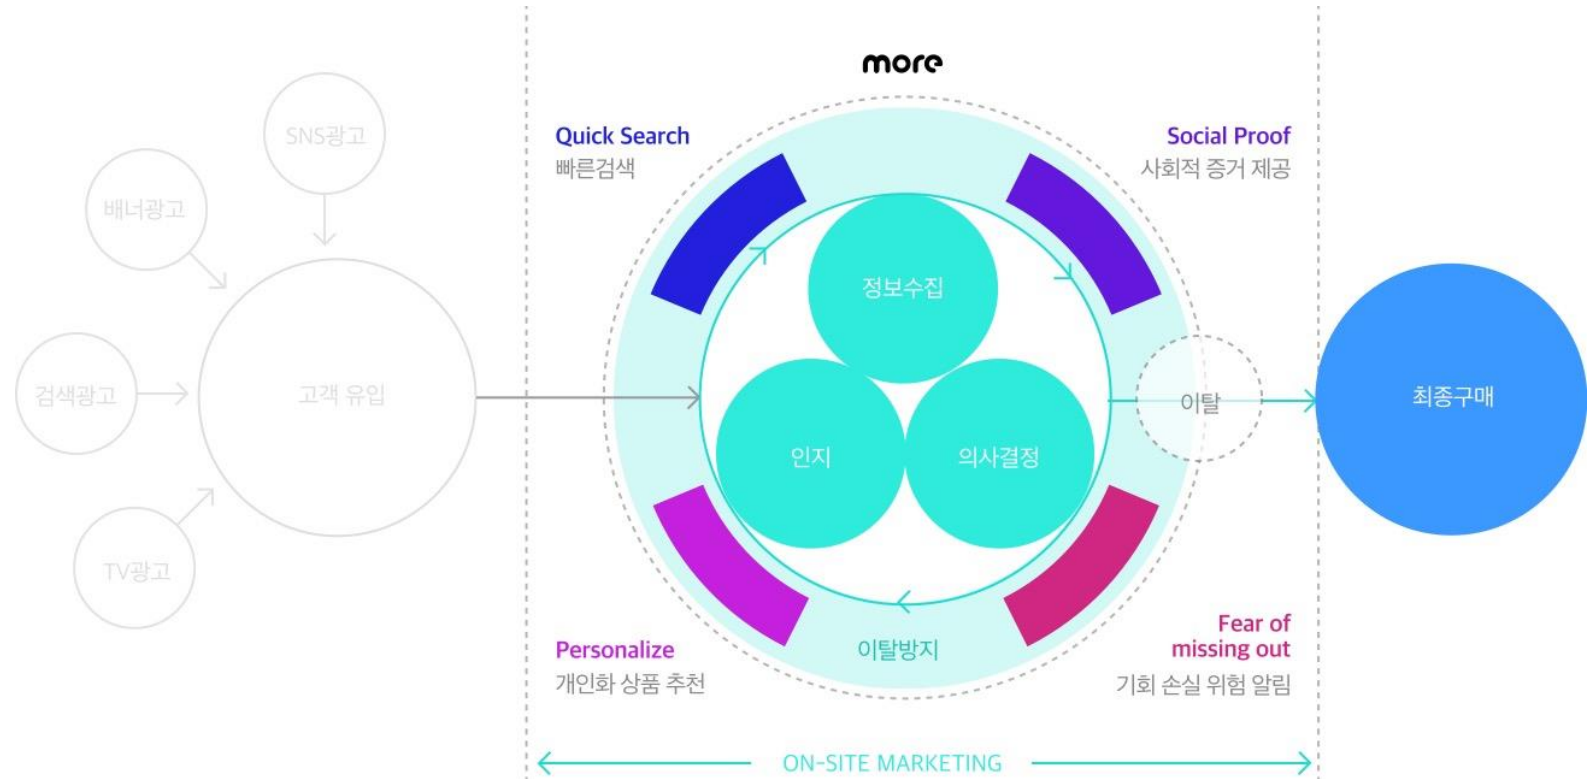 more
SNS광고
배너광고
검색광고
TV광고
고객 유입
Quick Search
빠른검색
Social Proof
사회적 증거 제공
정보수집
인지
의사결정
이탈
최종구매
Personalize
개인화 상품 추천
이탈방지
Fear of
missing out
기회 손실 위험 알림
ON-SITE MARKETING